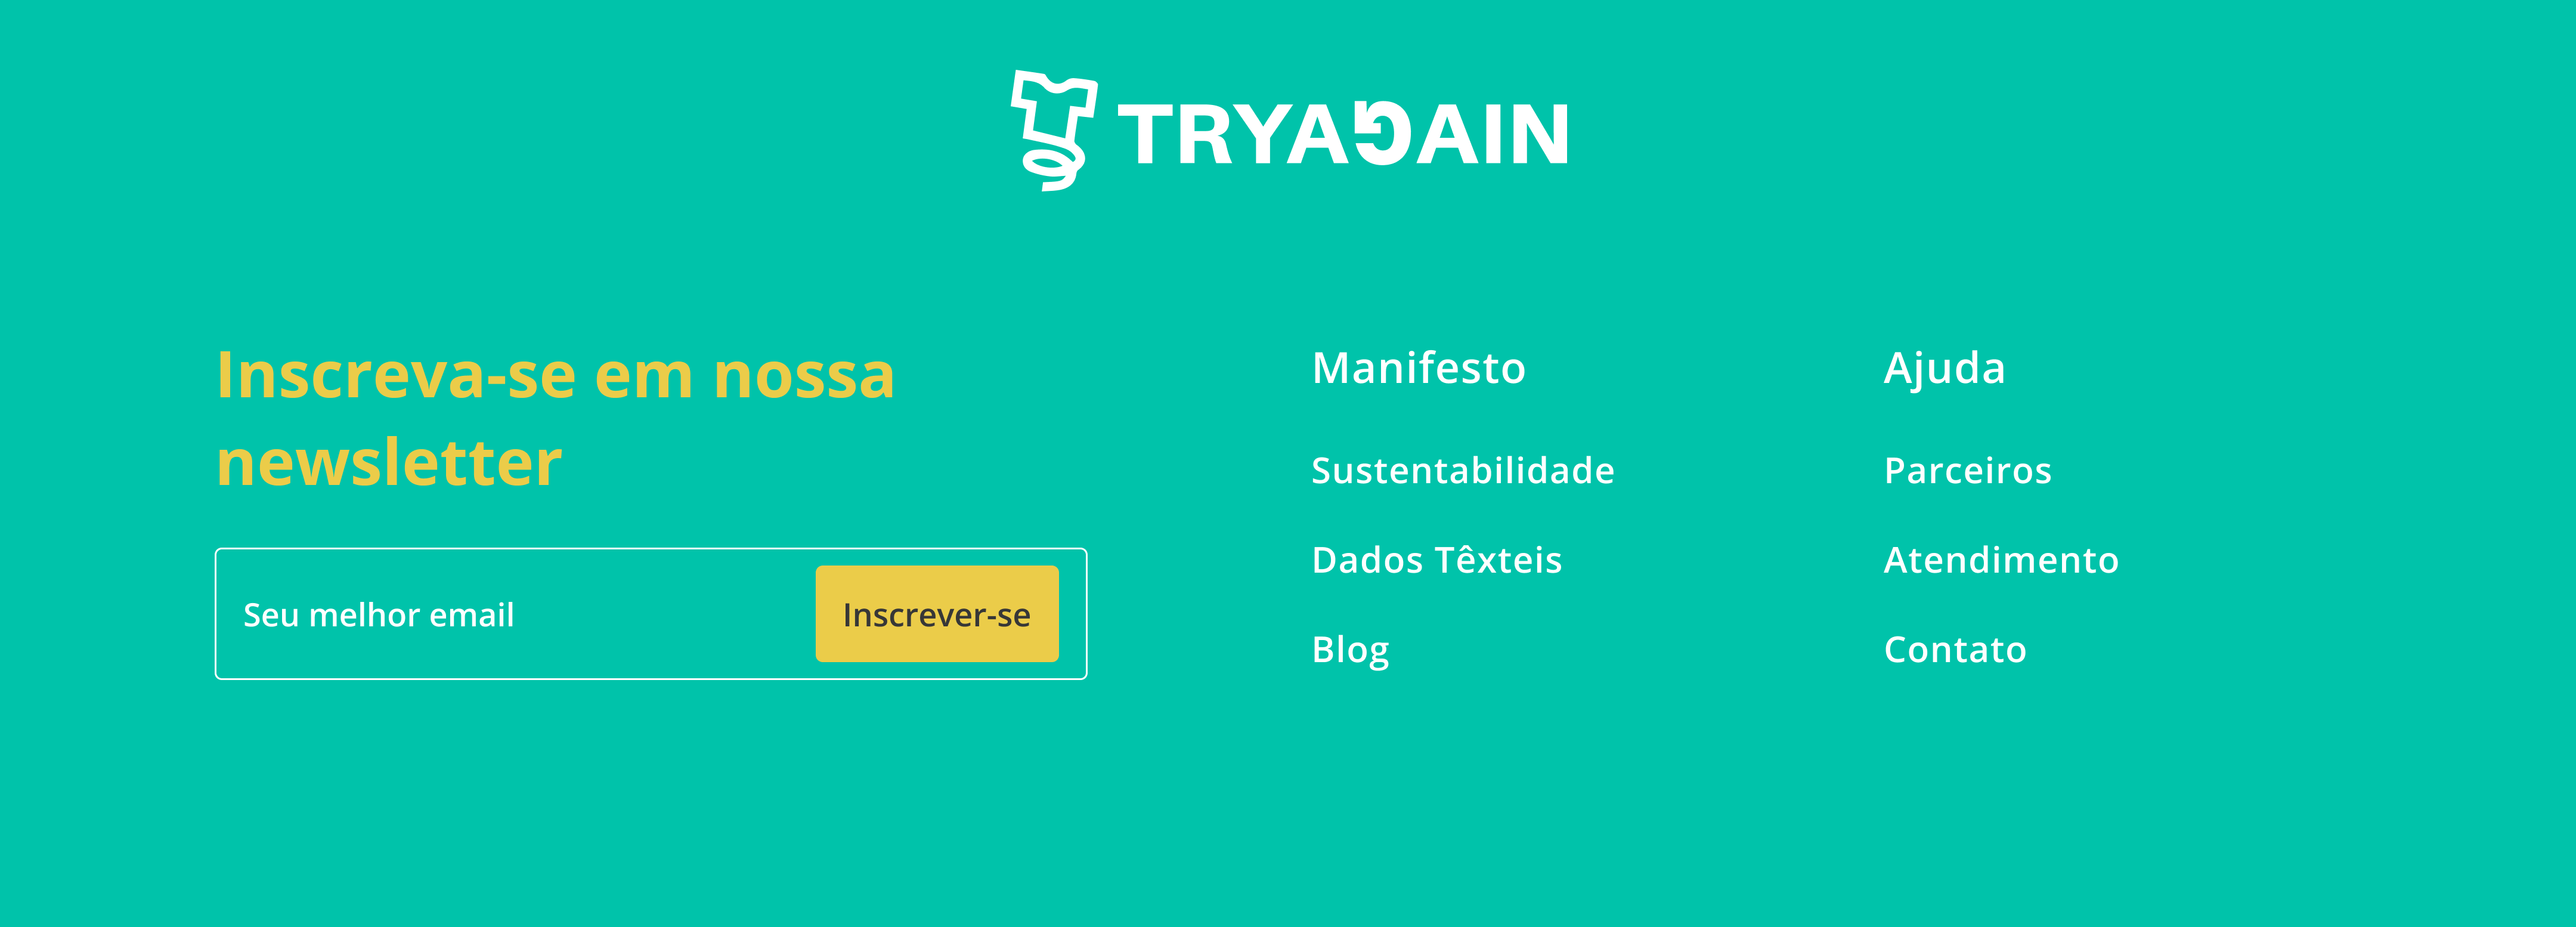 TRYAGAIN
Inscreva-se em nossa
newsletter
Seu melhor email
Inscrever-se
Manifesto
Sustentabilidade
Dados Têxteis
Blog
Ajuda
Parceiros
Atendimento
Contato